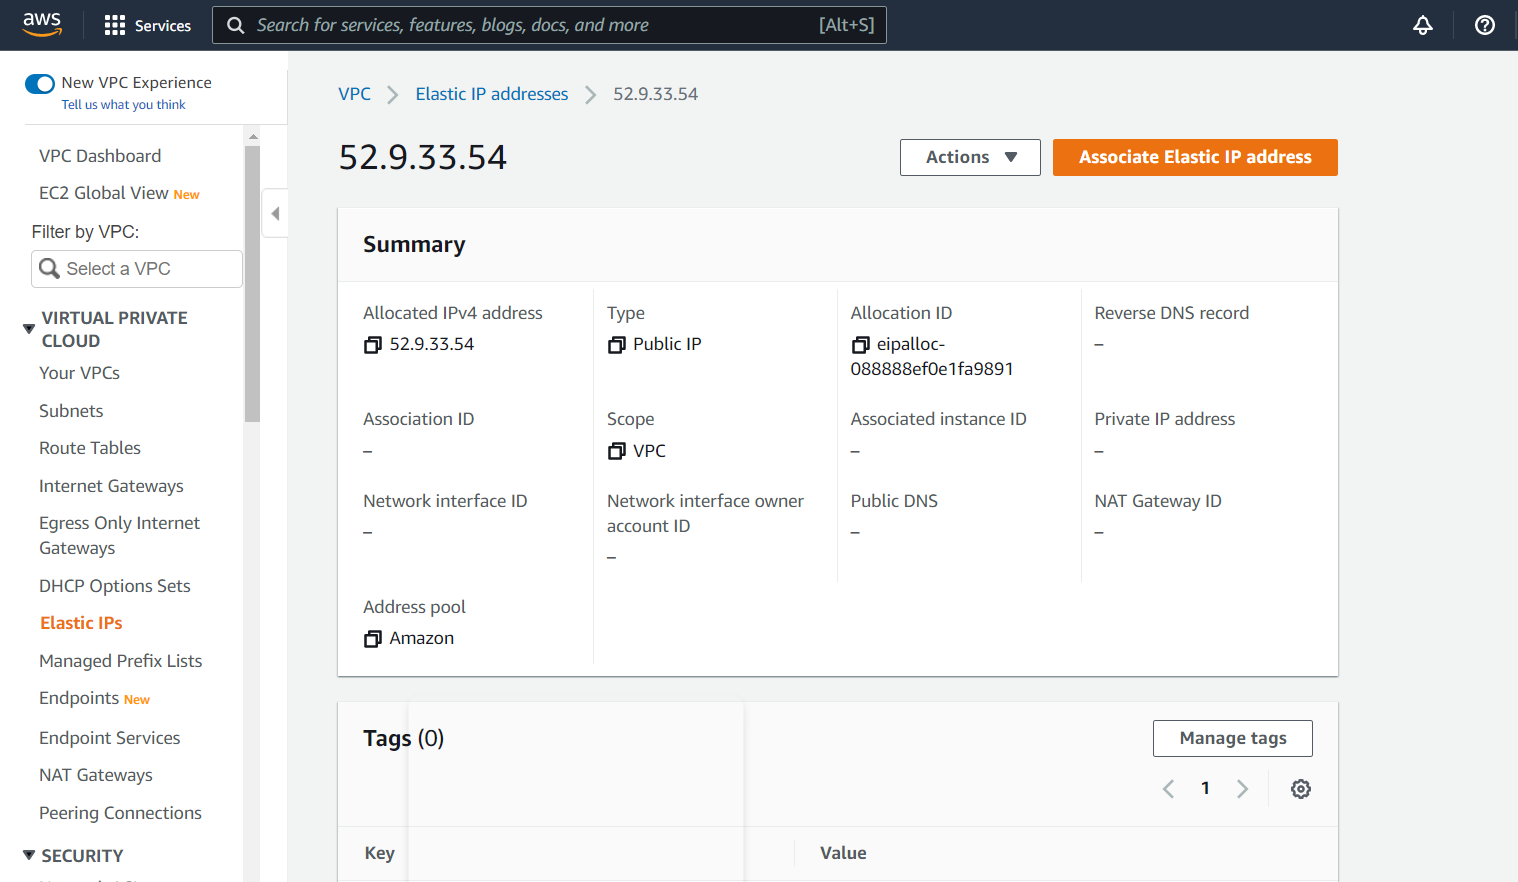 aws
Services
Search for services, features, blogs, docs, and more
[Alt+S]
New VPC Experience
Tell us what you think
VPC Dashboard
EC2 Global View New
Filter by VPC:
Select a VPC
VIRTUAL PRIVATE
CLOUD
Your VPCs
Subnets
Route Tables
Internet Gateways
Egress Only Internet
Gateways
DHCP Options Sets
Elastic IPs
Managed Prefix Lists
Endpoints New
Endpoint Services
NAT Gateways
Peering Connections
SECURITY
VPC
Elastic IP addresses
52.9.33.54
52.9.33.54
Actions
Associate Elastic IP address
Summary
Allocated IPv4 address
52.9.33.54
Type
Public IP
Allocation ID
eipalloc-
088888ef0e1fa9891
Reverse DNS record
–
Association ID
–
Scope
VPC
Associated instance ID
–
Private IP address
–
Network interface ID
–
Network interface owner
account ID
–
Public DNS
–
NAT Gateway ID
–
Address pool
Amazon
Tags (0)
Manage tags
1
Key
Value